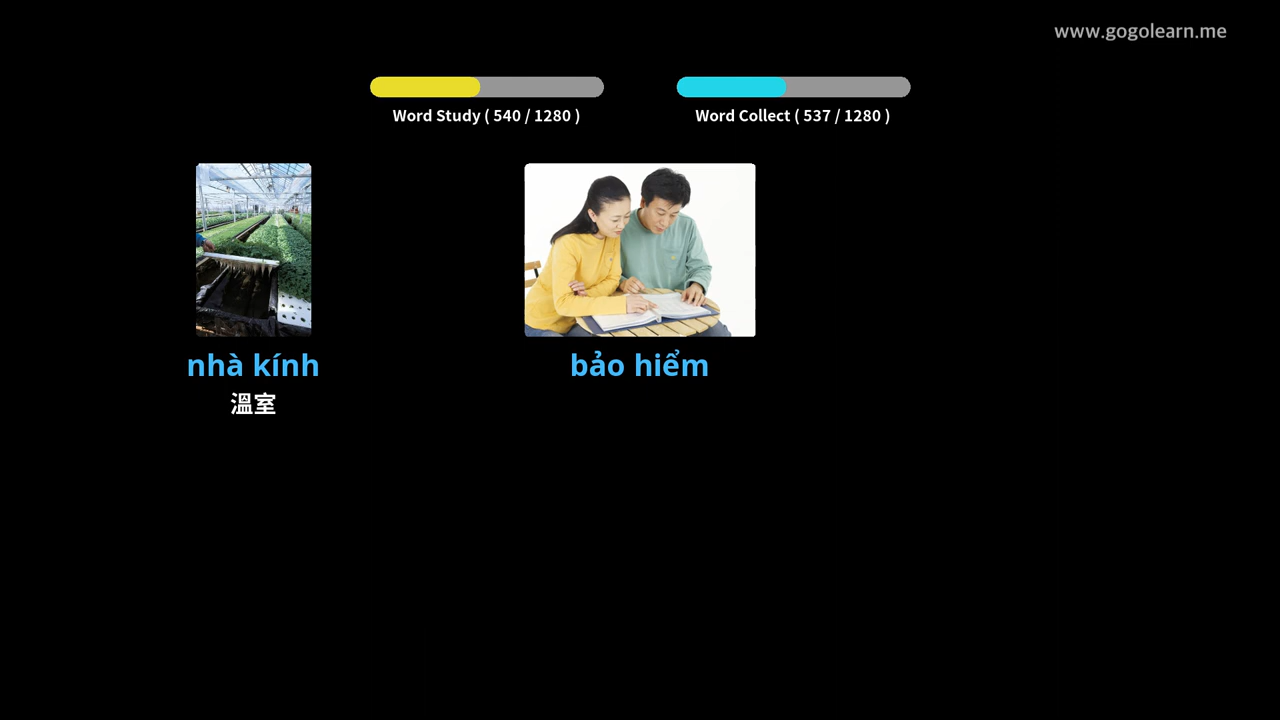 www.gogolearn.me
Word Study ( 540 / 1280 )
Word Collect ( 537 / 1280 )
nhà kính
溫室
bảo hiểm